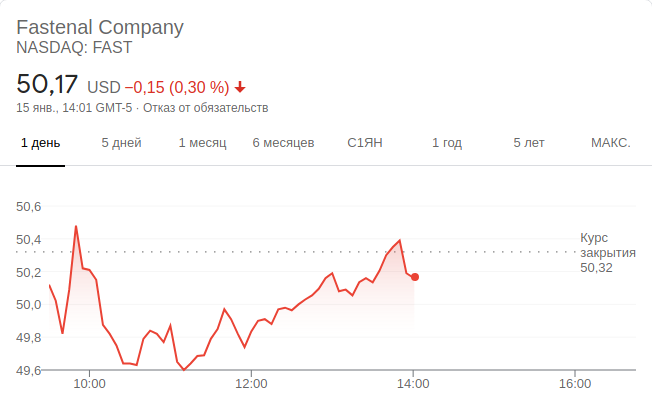 Fastenal Company
NASDAQ: FAST
50,17 USD −0,15 (0,30 %)
15 янв., 14:01 GMT-5 · Отказ от обязательств
1 день 5 дней 1 месяц 6 месяцев С1ЯН 1 год 5 лет МАКС.
50,6
50,4
50,2
50,0
49,8
49,6
Курс
закрытия
50,32
10:00 12:00 14:00 16:00